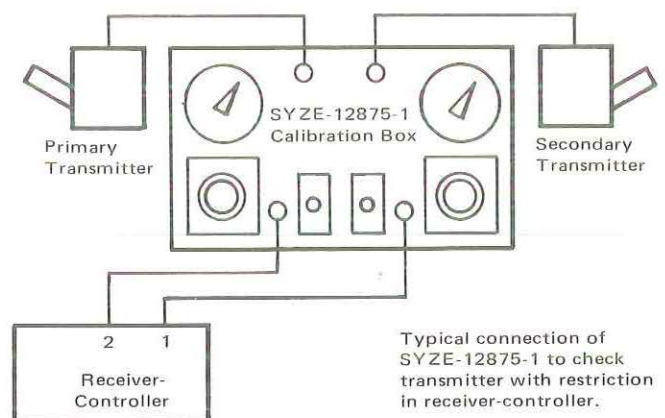 SYZE-12875-1
Calibration Box
Primary
Transmitter
Secondary
Transmitter
2 1
Receiver-
Controller
Typical connection of
SYZE-12875-1 to check
transmitter with restriction
in receiver-controller.